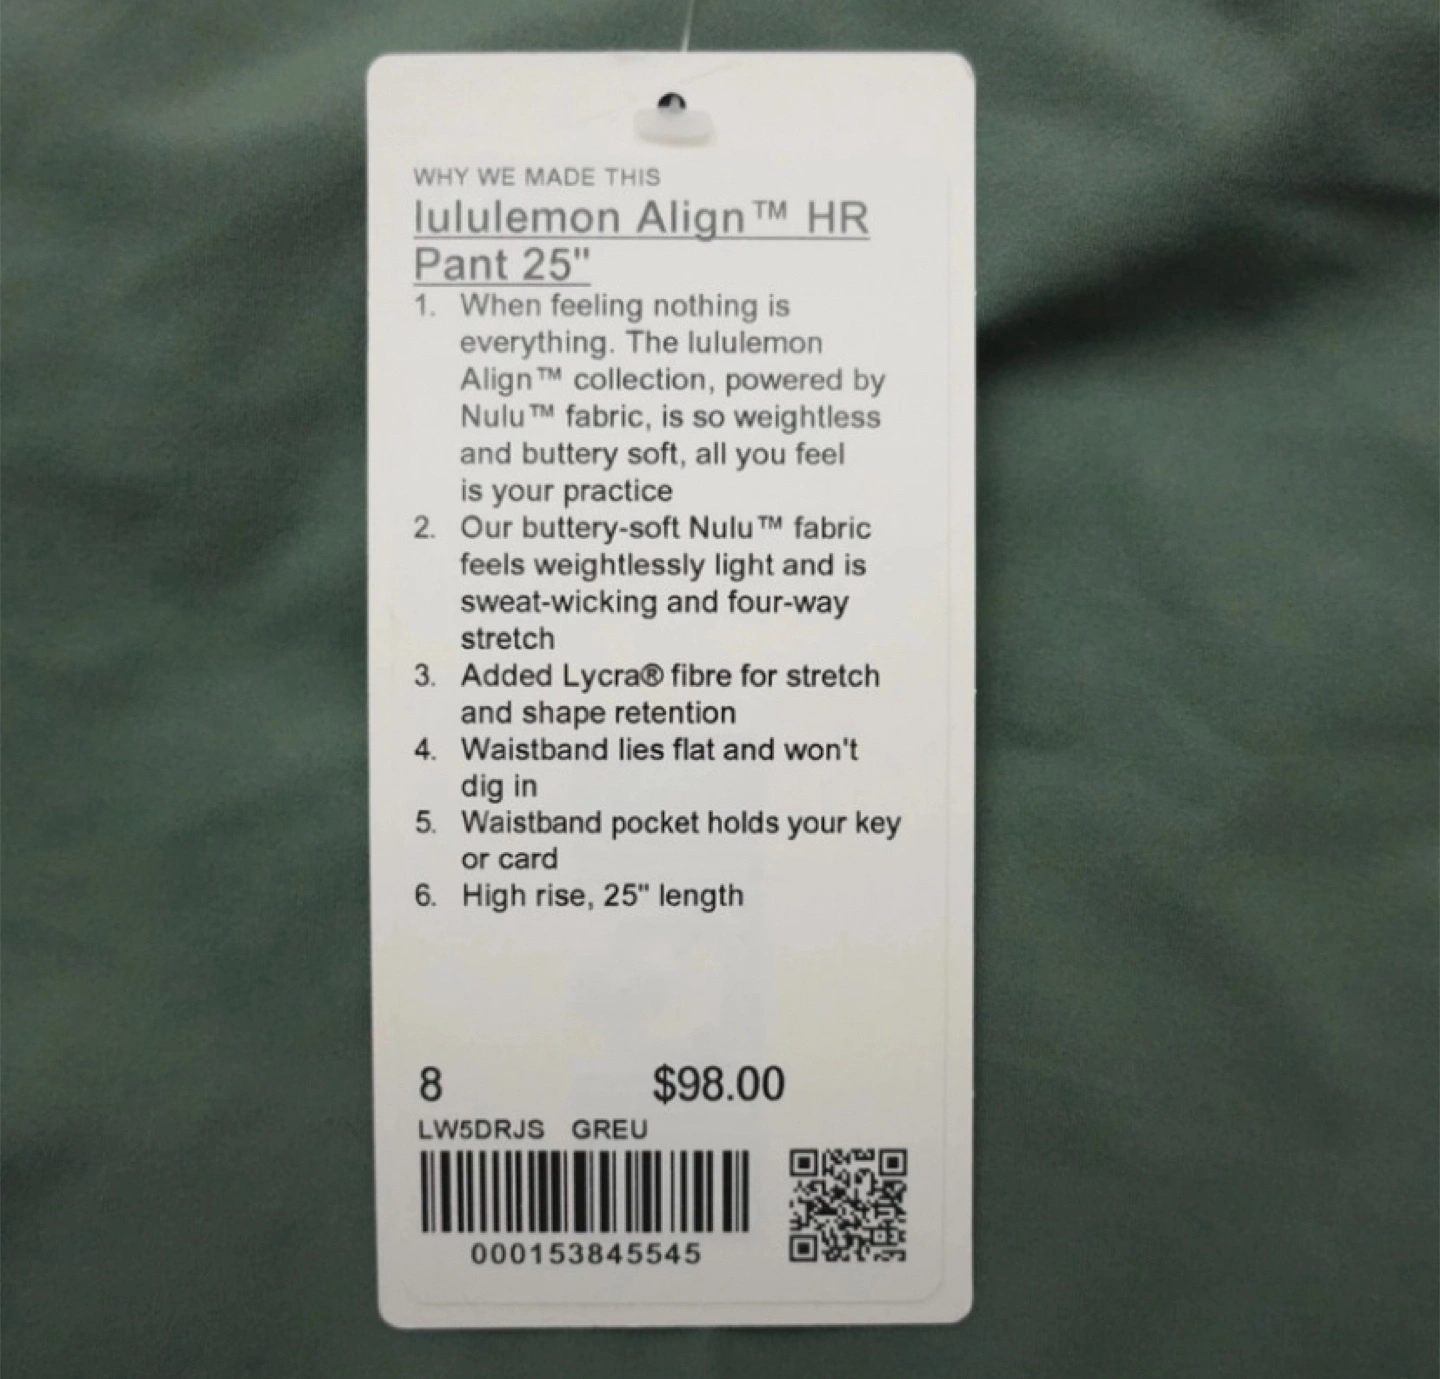 WHY WE MADE THIS
lululemon Align™ HR
Pant 25"
1. When feeling nothing is
everything. The lululemon
Align™ collection, powered by
Nulu™ fabric, is so weightless
and buttery soft, all you feel
is your practice
2. Our buttery-soft Nulu™ fabric
feels weightlessly light and is
sweat-wicking and four-way
stretch
3. Added Lycra® fibre for stretch
and shape retention
4. Waistband lies flat and won't
dig in
5. Waistband pocket holds your key
or card
6. High rise, 25" length
8 $98.00
LW5DRJS GREU
000153845545